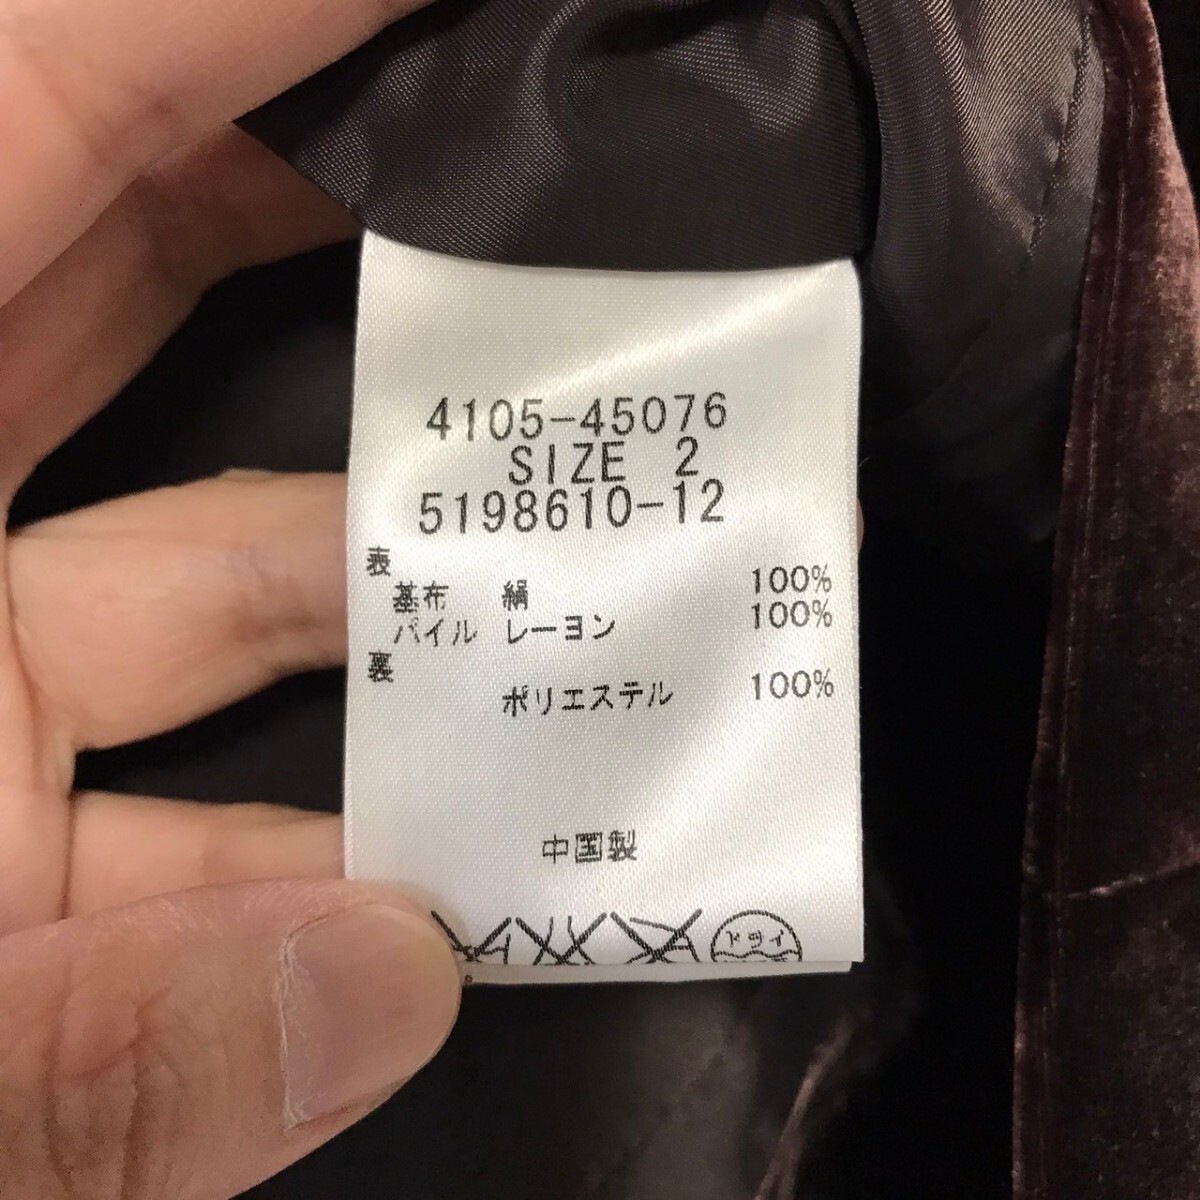 4105-45076
SIZE 2
5198610-12
表
基布 絹 100%
パイル レーヨン 100%
裏
ポリエステル 100%
中国製
ドライ